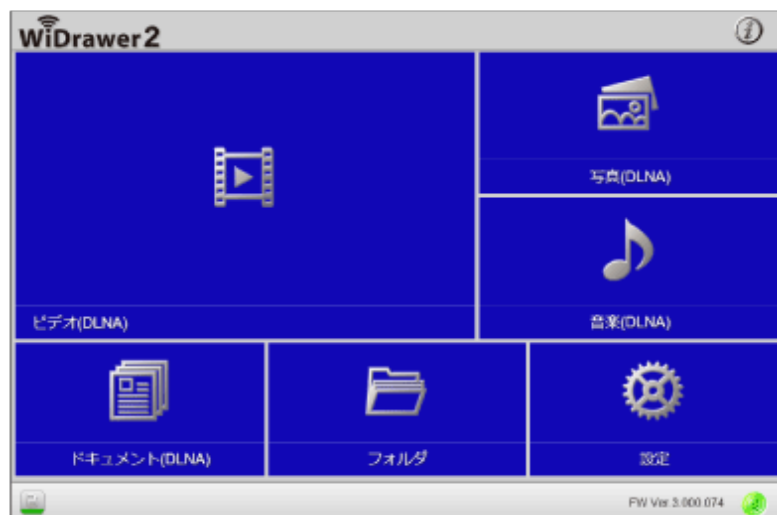 WiDrawer2
写真(DLNA)
音楽(DLNA)
ビデオ(DLNA)
ドキュメント(DLNA)
フォルダ
設定
FW Ver 3.000.074